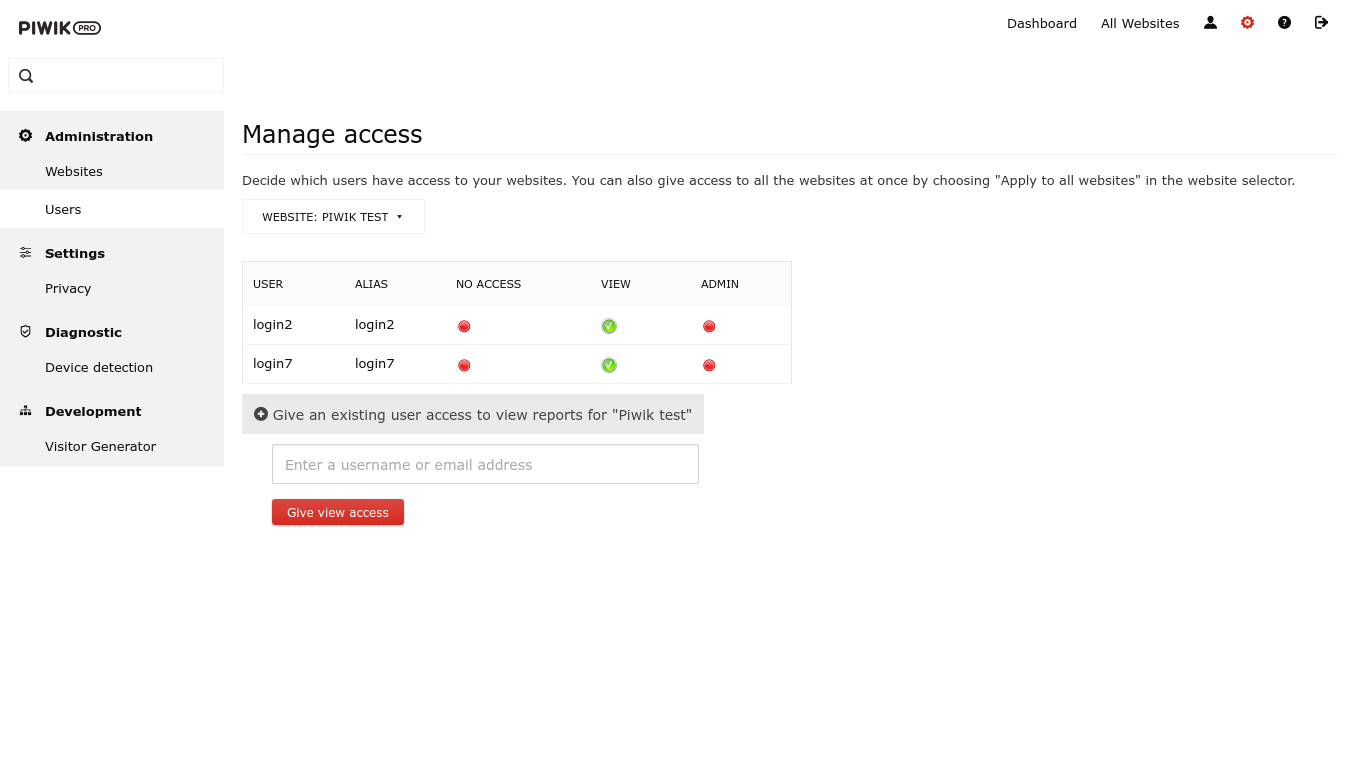 PIWIK PRO
Dashboard All Websites
Administration
Websites
Users
Settings
Privacy
Diagnostic
Device detection
Development
Visitor Generator
Manage access
Decide which users have access to your websites. You can also give access to all the websites at once by choosing "Apply to all websites" in the website selector.
WEBSITE: PIWIK TEST
USER ALIAS NO ACCESS VIEW ADMIN
login2 login2
login7 login7
Give an existing user access to view reports for "Piwik test"
Enter a username or email address
Give view access